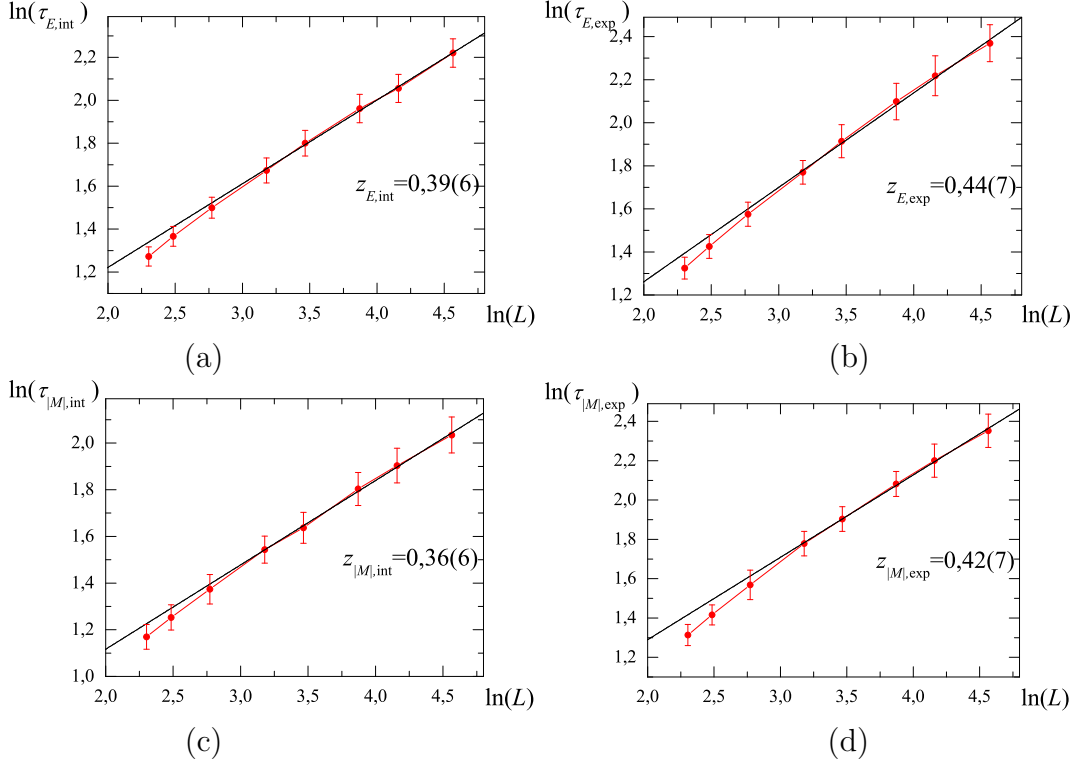 ln(τ_E,int)
2,2
2,0
1,8
1,6
1,4
1,2
z_E,int=0,39(6)
2,0 2,5 3,0 3,5 4,0 4,5
ln(L)
(a)
ln(τ_E,exp)
2,4
2,2
2,0
1,8
1,6
1,4
1,2
z_E,exp=0,44(7)
2,0 2,5 3,0 3,5 4,0 4,5
ln(L)
(b)
ln(τ_|M|,int)
2,0
1,8
1,6
1,4
1,2
1,0
z_|M|,int=0,36(6)
2,0 2,5 3,0 3,5 4,0 4,5
ln(L)
(c)
ln(τ_|M|,exp)
2,4
2,2
2,0
1,8
1,6
1,4
1,2
z_|M|,exp=0,42(7)
2,0 2,5 3,0 3,5 4,0 4,5
ln(L)
(d)